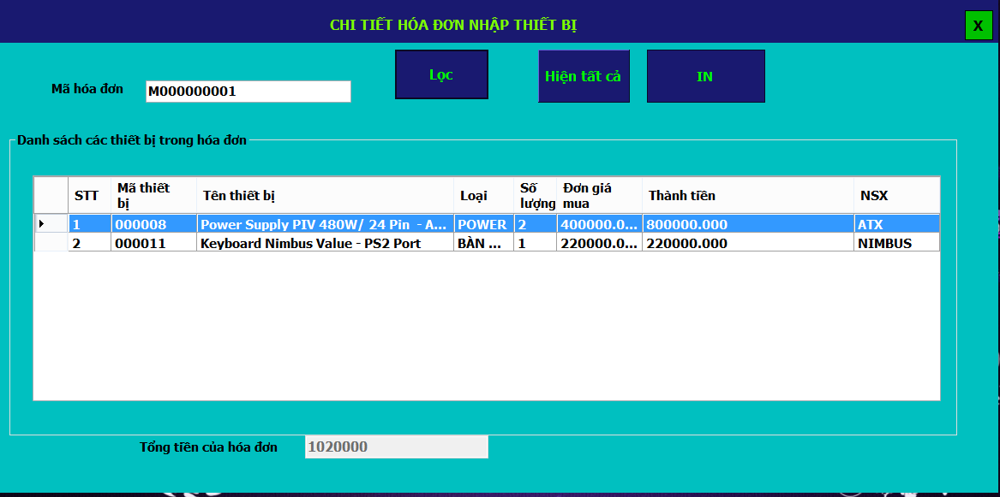 CHI TIẾT HÓA ĐƠN NHẬP THIẾT BỊ
X
Mã hóa đơn M000000001 Lọc Hiện tất cả IN
Danh sách các thiết bị trong hóa đơn
STT Mã thiết bị Tên thiết bị Loại Số lượng Đơn giá mua Thành tiền NSX
1 000008 Power Supply PIV 480W/ 24 Pin - A... POWER 2 400000.0... 800000.000 ATX
2 000011 Keyboard Nimbus Value - PS2 Port BÀN ... 1 220000.0... 220000.000 NIMBUS
Tổng tiền của hóa đơn 1020000